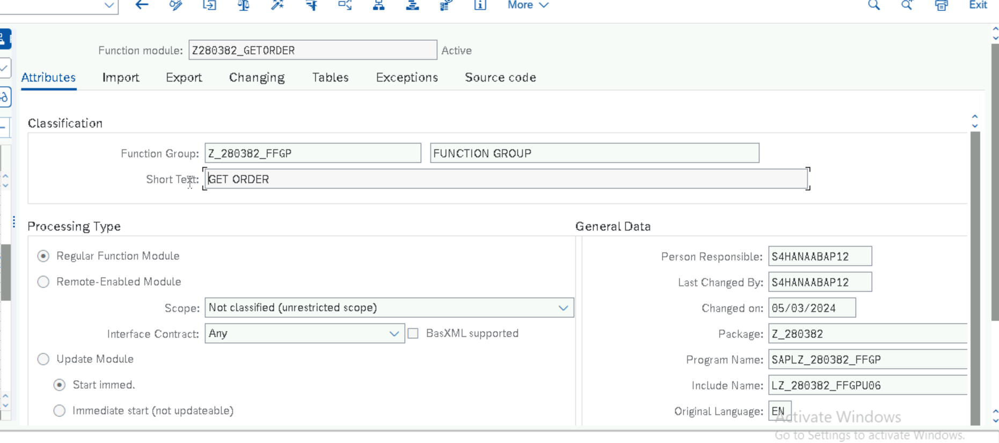 More Exit
Function module: Z280382_GETORDER Active
Attributes Import Export Changing Tables Exceptions Source code
Classification
Function Group: Z_280382_FFGP FUNCTION GROUP
Short Text: GET ORDER
Processing Type
General Data
Regular Function Module
Person Responsible: S4HANAABAP12
Remote-Enabled Module
Last Changed By: S4HANAABAP12
Scope: Not classified (unrestricted scope)
Changed on: 05/03/2024
Interface Contract: Any BasXML supported
Package: Z_280382
Update Module
Program Name: SAPLZ_280382_FFGP
Start immed.
Include Name: LZ_280382_FFGPU06
Immediate start (not updateable)
Original Language: EN
Activate Windows
Go to Settings to activate Windows.